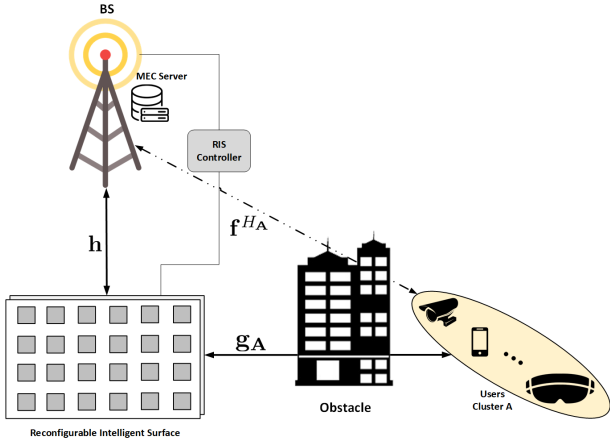 BS
MEC Server
RIS
Controller
f^{H_A}
h
g_A
Obstacle
Users
Cluster A
Reconfigurable Intelligent Surface